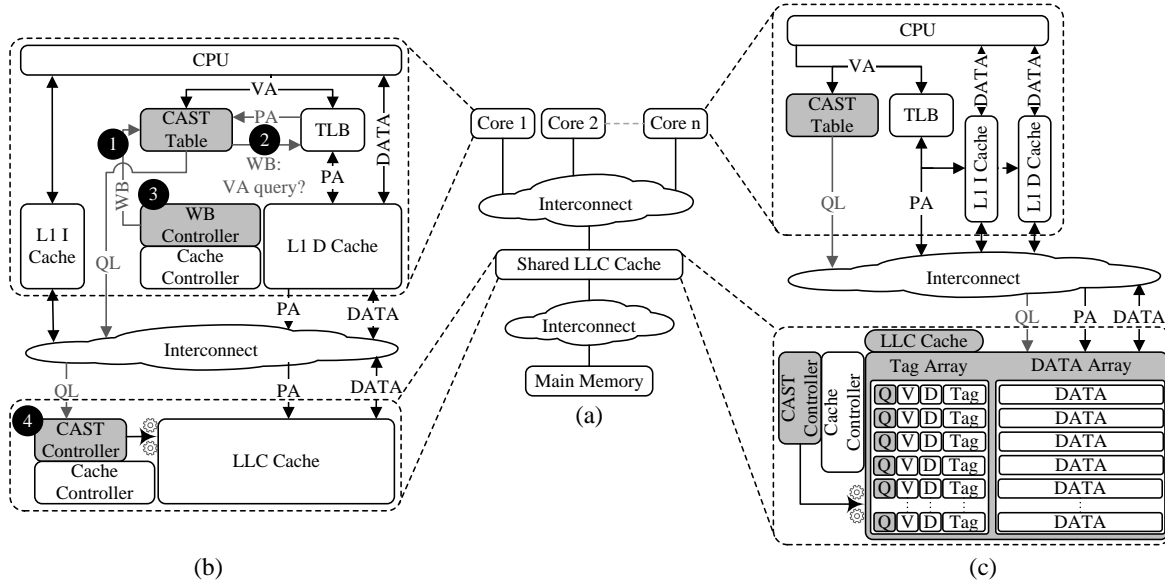 CPU
VA
CAST
Table
PA
TLB
1
2
WB:
VA query?
WB
3
PA
DATA
WB
Controller
Cache Controller
L1 I
Cache
L1 D Cache
QL
PA
DATA
Interconnect
QL
PA
DATA
4
CAST
Controller
Cache
Controller
LLC Cache
(b)
Core 1
Core 2
Core n
Interconnect
Shared LLC Cache
Interconnect
Main Memory
(a)
CPU
VA
DATA
DATA
CAST
Table
TLB
L1 I Cache
L1 D Cache
QL
PA
Interconnect
QL
PA
DATA
LLC Cache
CAST
Controller
Cache
Controller
Tag Array
DATA Array
Q V D Tag DATA
Q V D Tag DATA
Q V D Tag DATA
Q V D Tag DATA
Q V D Tag DATA
Q V D Tag DATA
(c)